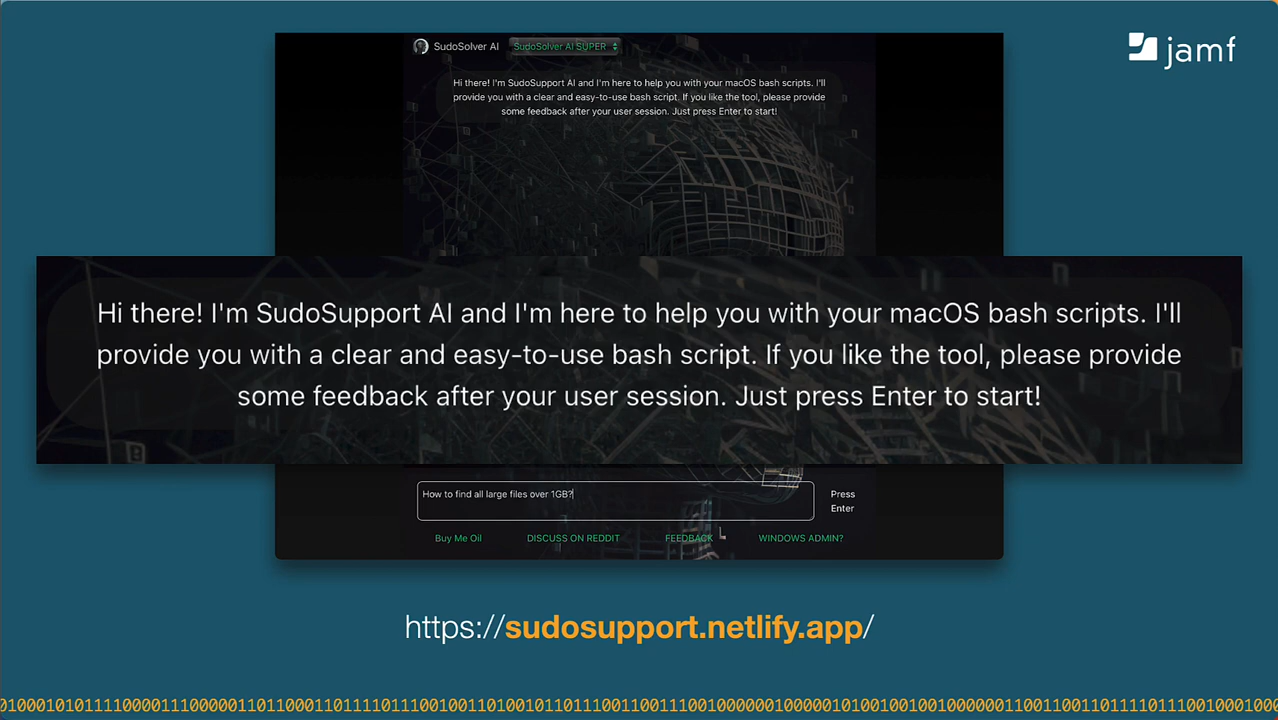 jamf
SudoSolver AI SudoSolver AI SUPER
Hi there! I'm SudoSupport AI and I'm here to help you with your macOS bash scripts. I'll
provide you with a clear and easy-to-use bash script. If you like the tool, please provide
some feedback after your user session. Just press Enter to start!
Hi there! I'm SudoSupport AI and I'm here to help you with your macOS bash scripts. I'll
provide you with a clear and easy-to-use bash script. If you like the tool, please provide
some feedback after your user session. Just press Enter to start!
How to find all large files over 1GB?
Press
Enter
Buy Me Oil DISCUSS ON REDDIT FEEDBACK WINDOWS ADMIN?
https://sudosupport.netlify.app/